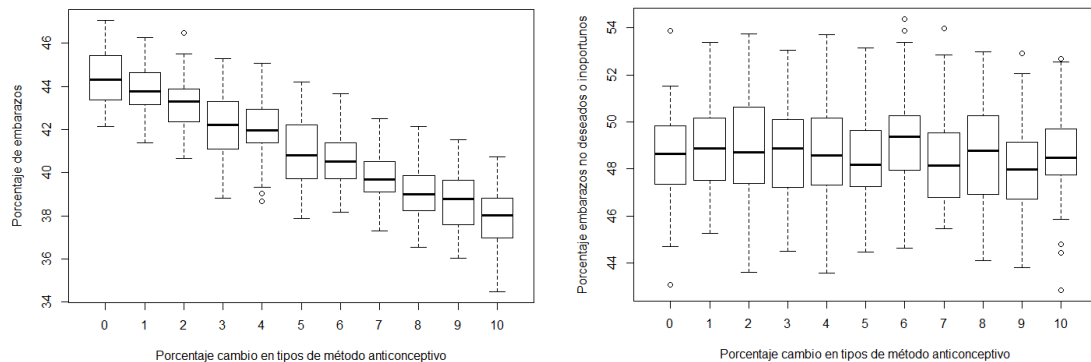 Porcentaje de embarazos
46
44
42
40
38
36
34
0 1 2 3 4 5 6 7 8 9 10
Porcentaje cambio en tipos de método anticonceptivo
Porcentaje embarazos no deseados o inoportunos
54
52
50
48
46
44
0 1 2 3 4 5 6 7 8 9 10
Porcentaje cambio en tipos de método anticonceptivo